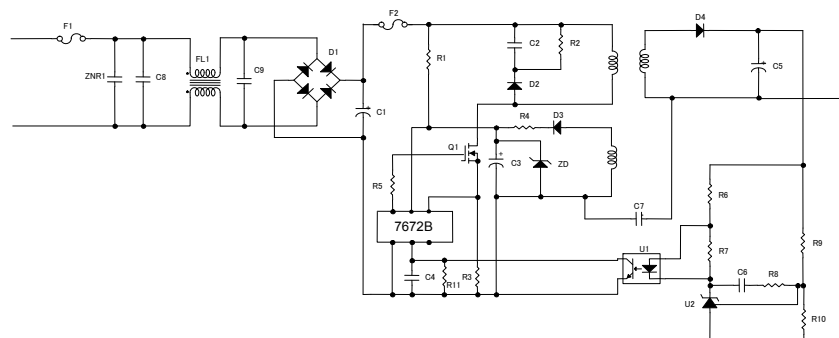 F1
F2
D4
C2
R2
FL1
D1
R1
C5
ZNR1
C8
C9
D2
C1
R4
D3
Q1
C3
ZD
R5
R6
C7
7672B
R9
R7
U1
C4
R11
R3
C6
R8
U2
R10